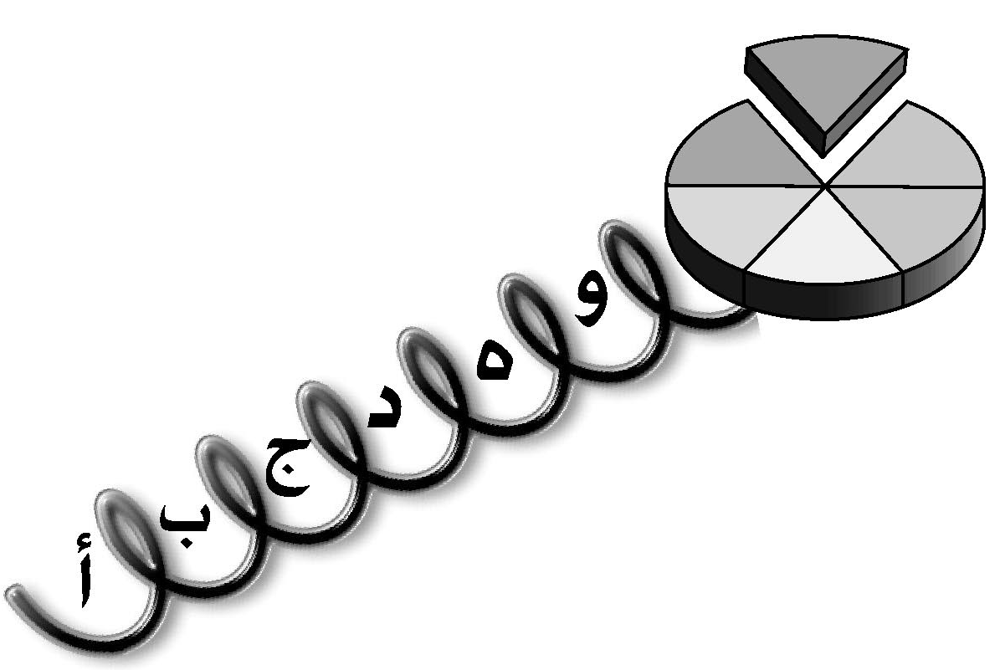 أ ب ج د ه و